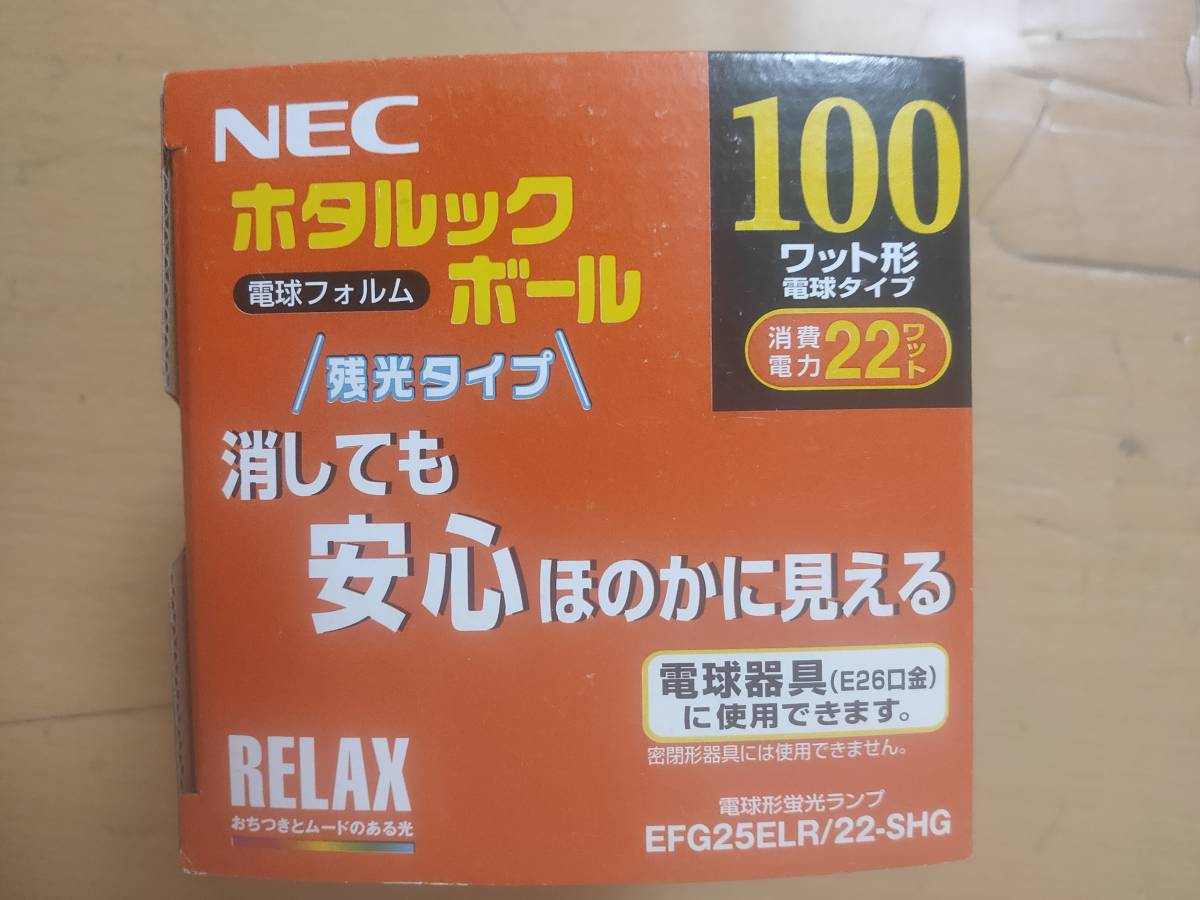 NEC
ホタルック
電球フォルム ボール
残光タイプ
100
ワット形
電球タイプ
消費
電力 22ワット
消しても
安心ほのかに見える
電球器具(E26口金)
に使用できます。
密閉形器具には使用できません。
RELAX
おちつきとムードのある光
電球形蛍光ランプ
EFG25ELR/22-SHG